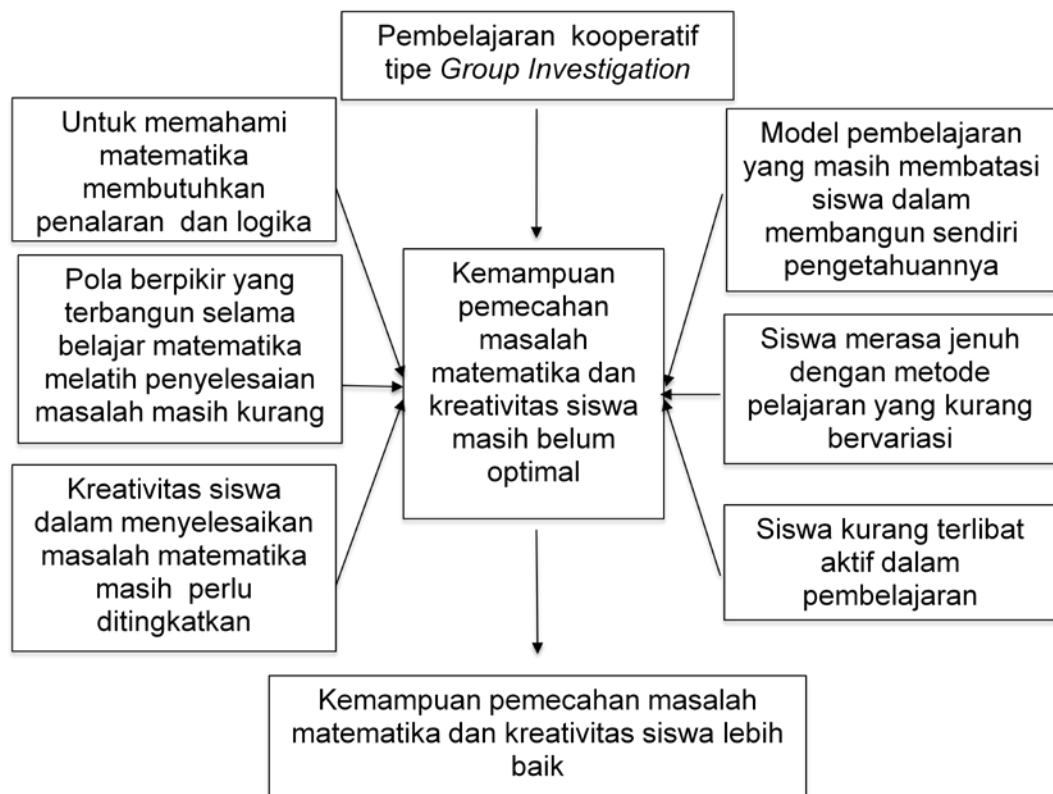 Pembelajaran kooperatif
tipe Group Investigation
Untuk memahami
matematika
membutuhkan
penalaran dan logika
Pola berpikir yang
terbangun selama
belajar matematika
melatih penyelesaian
masalah masih kurang
Kreativitas siswa
dalam menyelesaikan
masalah matematika
masih perlu
ditingkatkan
Kemampuan
pemecahan
masalah
matematika dan
kreativitas siswa
masih belum
optimal
Model pembelajaran
yang masih membatasi
siswa dalam
membangun sendiri
pengetahuannya
Siswa merasa jenuh
dengan metode
pelajaran yang kurang
bervariasi
Siswa kurang terlibat
aktif dalam
pembelajaran
Kemampuan pemecahan masalah
matematika dan kreativitas siswa lebih
baik